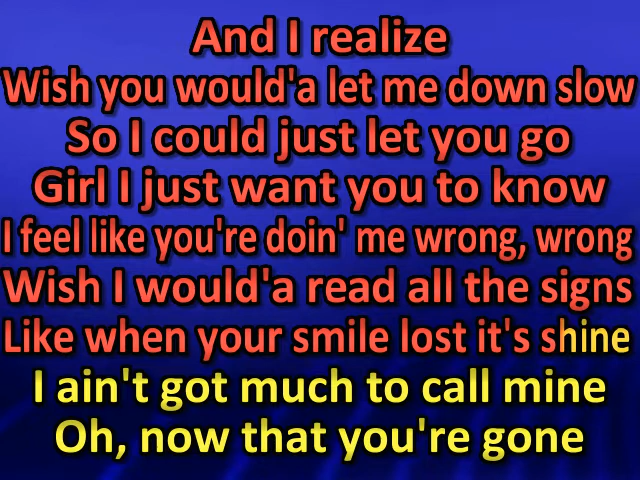 And I realize
Wish you would'a let me down slow
So I could just let you go
Girl I just want you to know
I feel like you're doin' me wrong, wrong
Wish I would'a read all the signs
Like when your smile lost it's shine
I ain't got much to call mine
Oh, now that you're gone